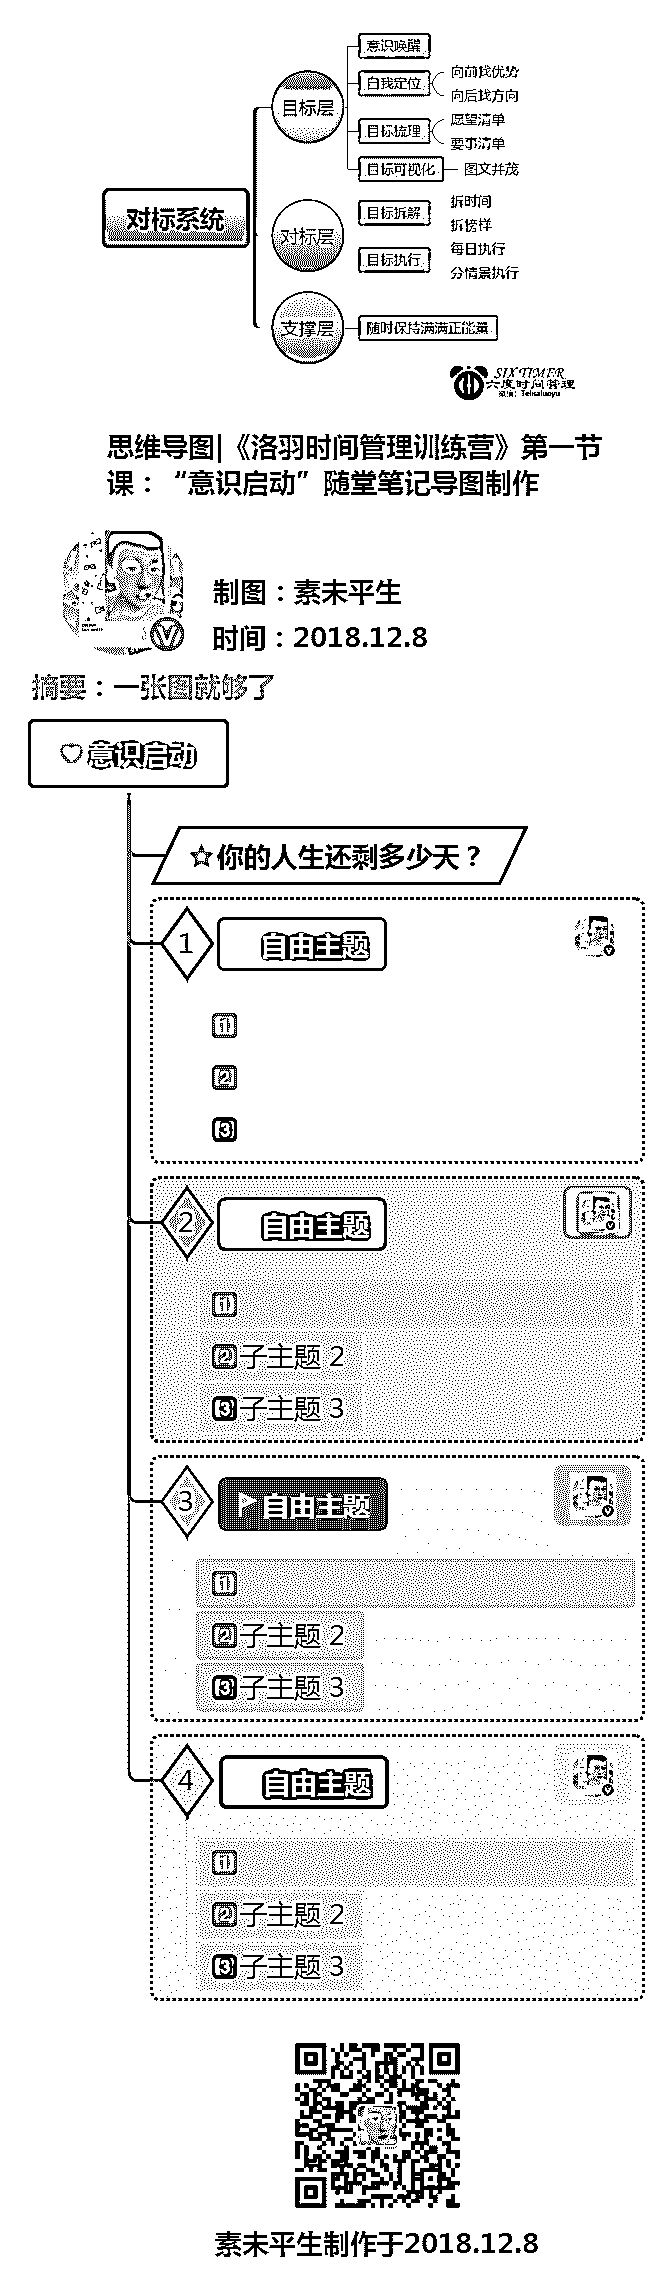 意识唤醒
目标层
自我定位
向前找优势
向后找方向
目标梳理
愿望清单
要事清单
目标可视化
图文并茂
对标系统
对标层
目标拆解
拆时间
拆榜样
目标执行
每日执行
分情景执行
支撑层
随时保持满满正能量
SIX TIMER
六度时间管理
思维导图|《洛羽时间管理训练营》第一节
课：“意识启动”随堂笔记导图制作
制图：素未平生
时间：2018.12.8
摘要：一张图就够了
意识启动
你的人生还剩多少天？
1 自由主题
1
2
3
2 自由主题
1
2 子主题 2
3 子主题 3
3 自由主题
1
2 子主题 2
3 子主题 3
4 自由主题
1
2 子主题 2
3 子主题 3
素未平生制作于2018.12.8